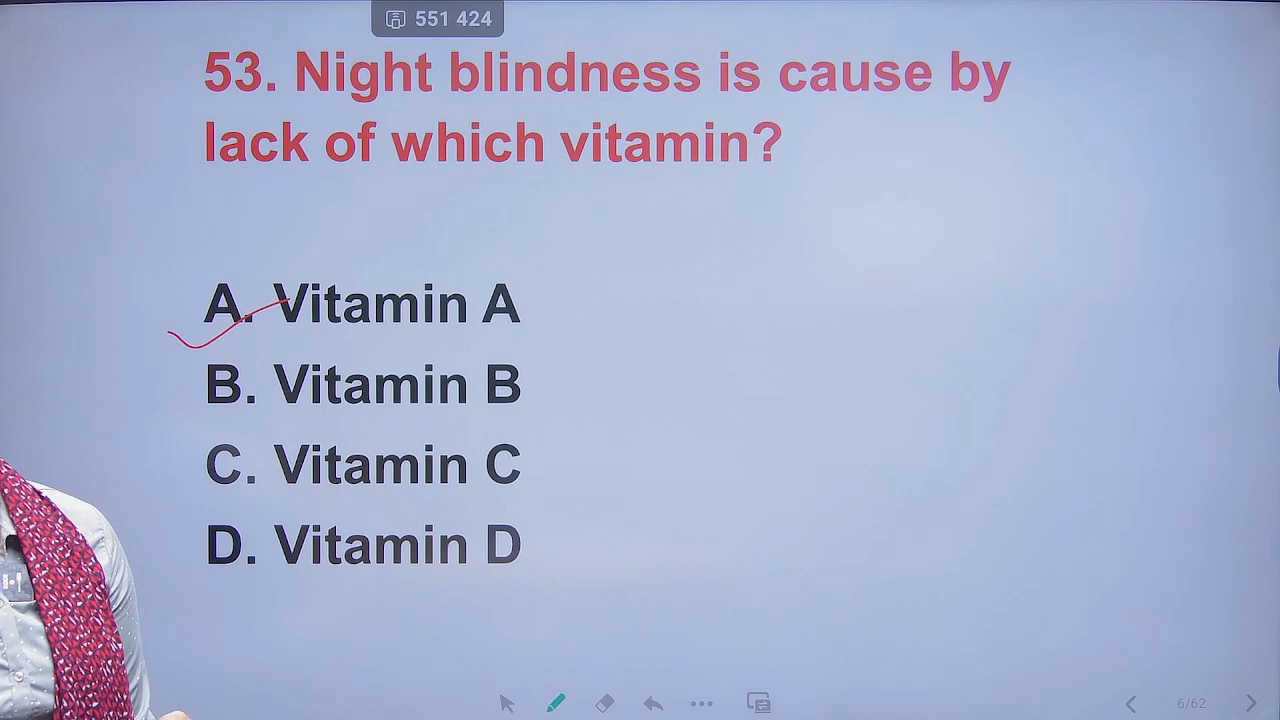 551 424
53. Night blindness is cause by
lack of which vitamin?
A. Vitamin A
B. Vitamin B
C. Vitamin C
D. Vitamin D
6/62